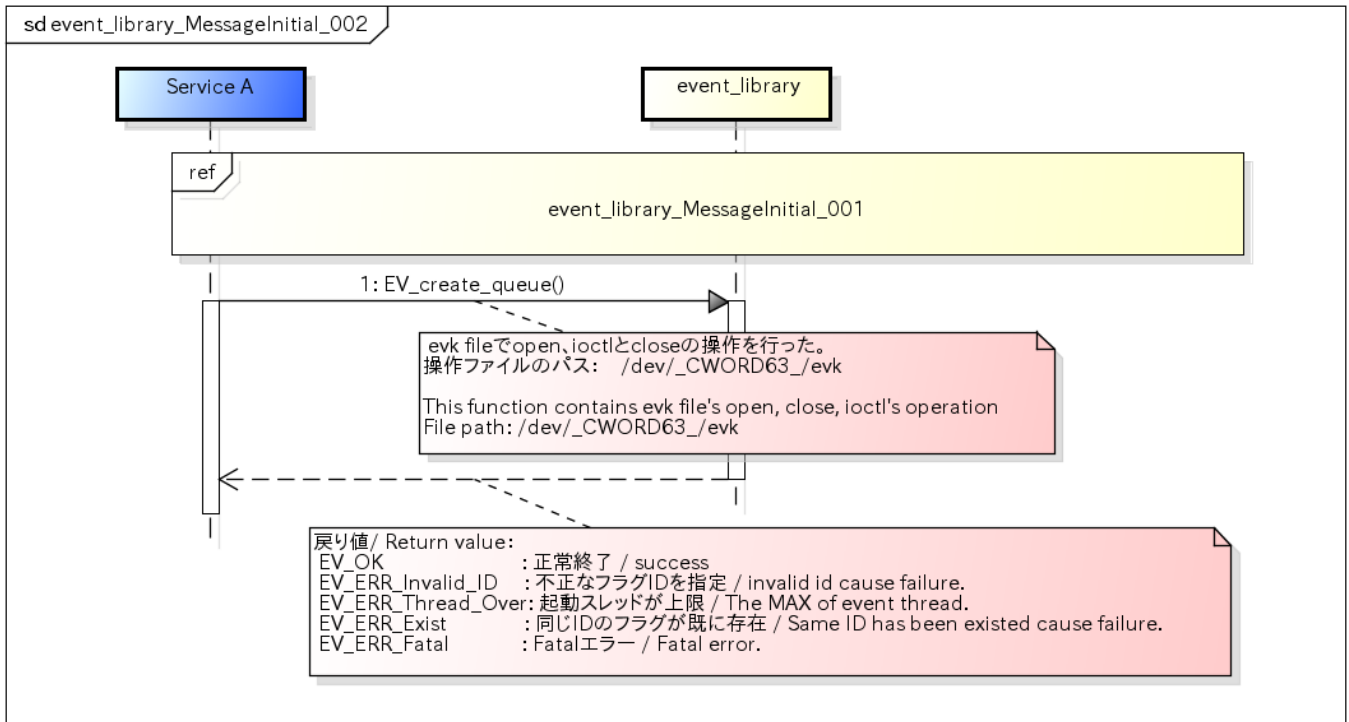 sd event_library_MessageInitial_002
Service A
event_library
ref
event_library_MessageInitial_001
1: EV_create_queue()
evk fileでopen、ioctlとcloseの操作を行った。
操作ファイルのパス： /dev/_CWORD63_/evk
This function contains evk file's open, close, ioctl's operation
File path: /dev/_CWORD63_/evk
戻り値/ Return value:
EV_OK : 正常終了 / success
EV_ERR_Invalid_ID : 不正なフラグIDを指定 / invalid id cause failure.
EV_ERR_Thread_Over: 起動スレッドが上限 / The MAX of event thread.
EV_ERR_Exist : 同じIDのフラグが既に存在 / Same ID has been existed cause failure.
EV_ERR_Fatal : Fatalエラー / Fatal error.